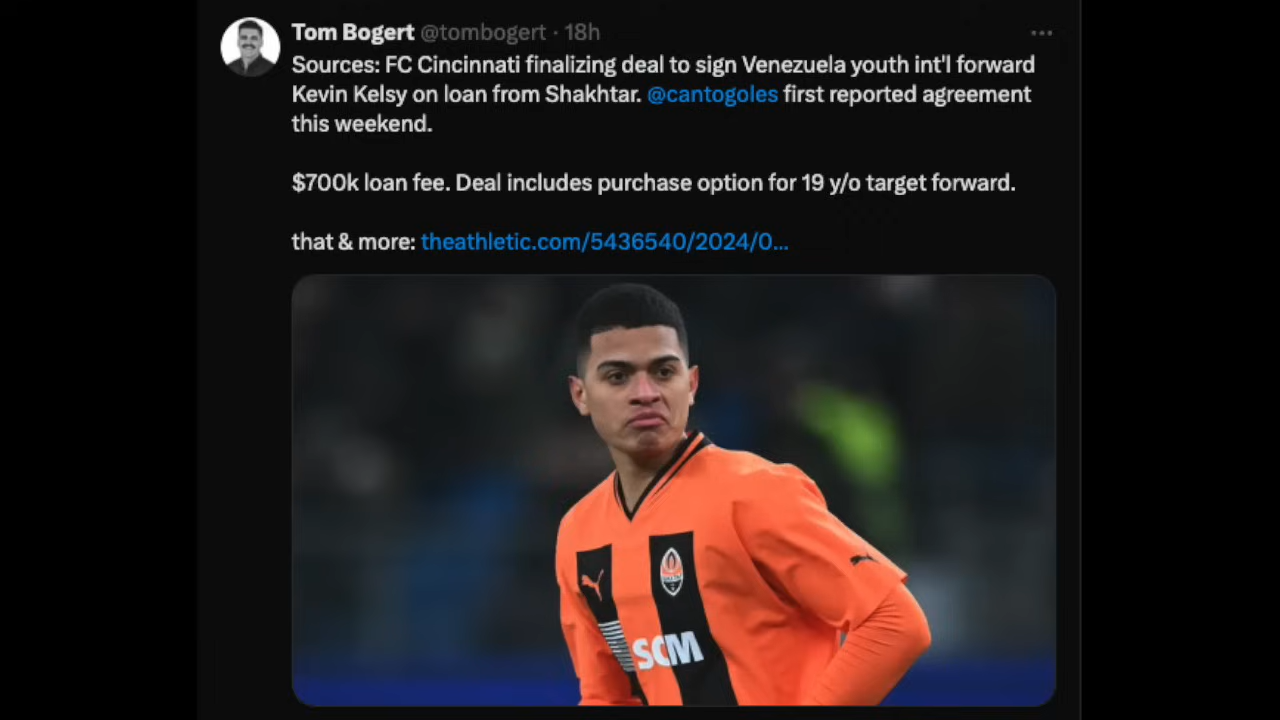 Tom Bogert @tombogert · 18h
Sources: FC Cincinnati finalizing deal to sign Venezuela youth int'l forward
Kevin Kelsy on loan from Shakhtar. @cantogoles first reported agreement
this weekend.
$700k loan fee. Deal includes purchase option for 19 y/o target forward.
that & more: theathletic.com/5436540/2024/0...
SCM